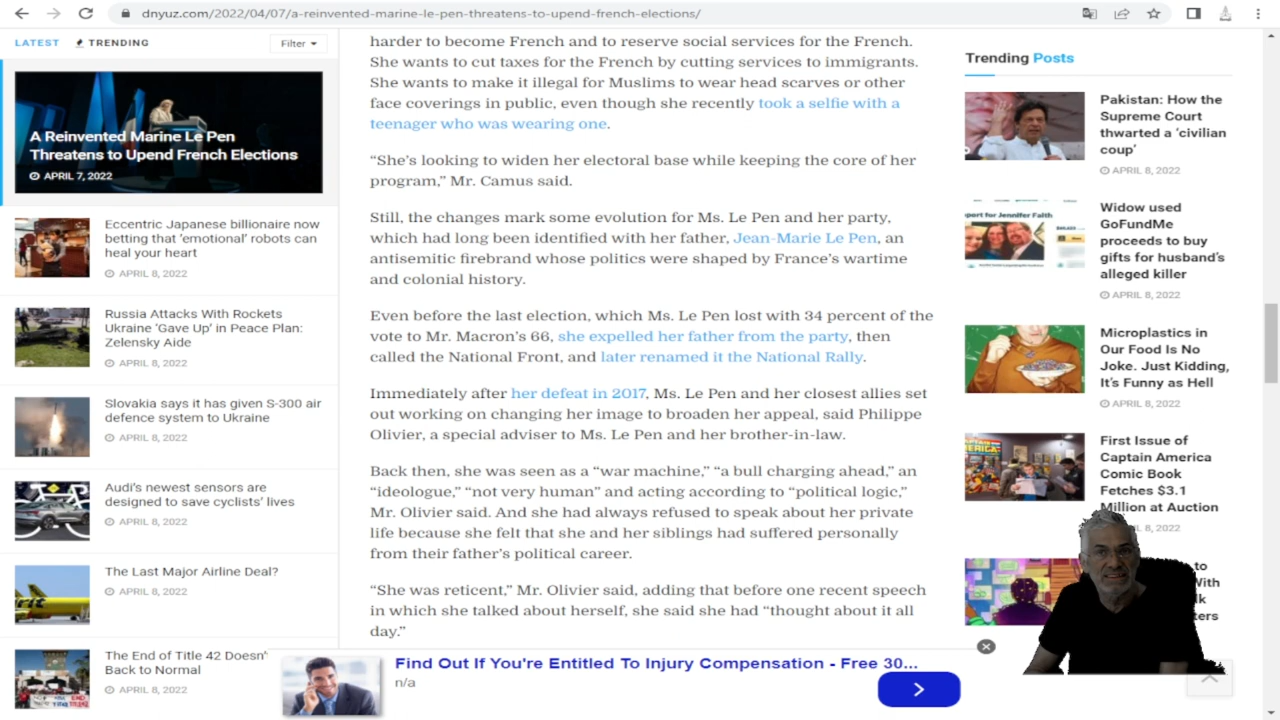 dnyuz.com/2022/04/07/a-reinvented-marine-le-pen-threatens-to-upend-french-elections/
LATEST
TRENDING
Filter
A Reinvented Marine Le Pen
Threatens to Upend French Elections
APRIL 7, 2022
Eccentric Japanese billionaire now
betting that ‘emotional’ robots can
heal your heart
APRIL 8, 2022
Russia Attacks With Rockets
Ukraine ‘Gave Up’ in Peace Plan:
Zelensky Aide
APRIL 8, 2022
Slovakia says it has given S-300 air
defence system to Ukraine
APRIL 8, 2022
Audi’s newest sensors are
designed to save cyclists’ lives
APRIL 8, 2022
The Last Major Airline Deal?
APRIL 8, 2022
The End of Title 42 Doesn’
Back to Normal
APRIL 8, 2022
harder to become French and to reserve social services for the French.
She wants to cut taxes for the French by cutting services to immigrants.
She wants to make it illegal for Muslims to wear head scarves or other
face coverings in public, even though she recently took a selfie with a
teenager who was wearing one.
“She’s looking to widen her electoral base while keeping the core of her
program,” Mr. Camus said.
Still, the changes mark some evolution for Ms. Le Pen and her party,
which had long been identified with her father, Jean-Marie Le Pen, an
antisemitic firebrand whose politics were shaped by France’s wartime
and colonial history.
Even before the last election, which Ms. Le Pen lost with 34 percent of the
vote to Mr. Macron’s 66, she expelled her father from the party, then
called the National Front, and later renamed it the National Rally.
Immediately after her defeat in 2017, Ms. Le Pen and her closest allies set
out working on changing her image to broaden her appeal, said Philippe
Olivier, a special adviser to Ms. Le Pen and her brother-in-law.
Back then, she was seen as a “war machine,” “a bull charging ahead,” an
“ideologue,” “not very human” and acting according to “political logic,”
Mr. Olivier said. And she had always refused to speak about her private
life because she felt that she and her siblings had suffered personally
from their father’s political career.
“She was reticent,” Mr. Olivier said, adding that before one recent speech
in which she talked about herself, she said she had “thought about it all
day.”
Find Out If You're Entitled To Injury Compensation - Free 30...
n/a
Trending Posts
Pakistan: How the
Supreme Court
thwarted a ‘civilian
coup’
APRIL 8, 2022
port for Jennifer Faith
Widow used
GoFundMe
proceeds to buy
gifts for husband’s
alleged killer
APRIL 8, 2022
Microplastics in
Our Food Is No
Joke. Just Kidding,
It’s Funny as Hell
APRIL 8, 2022
First Issue of
Captain America
Comic Book
Fetches $3.1
Million at Auction
8, 2022
to
With